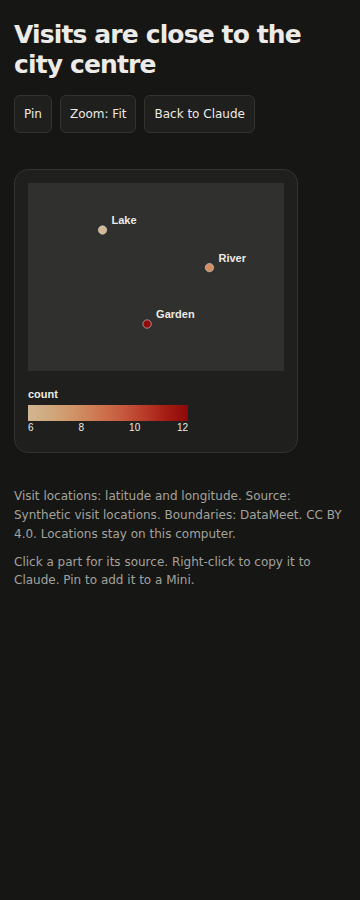 Visits are close to the
city centre
Pin
Zoom: Fit
Back to Claude
Lake
River
Garden
count
6 8 10 12
Visit locations: latitude and longitude. Source:
Synthetic visit locations. Boundaries: DataMeet. CC BY
4.0. Locations stay on this computer.
Click a part for its source. Right-click to copy it to
Claude. Pin to add it to a Mini.